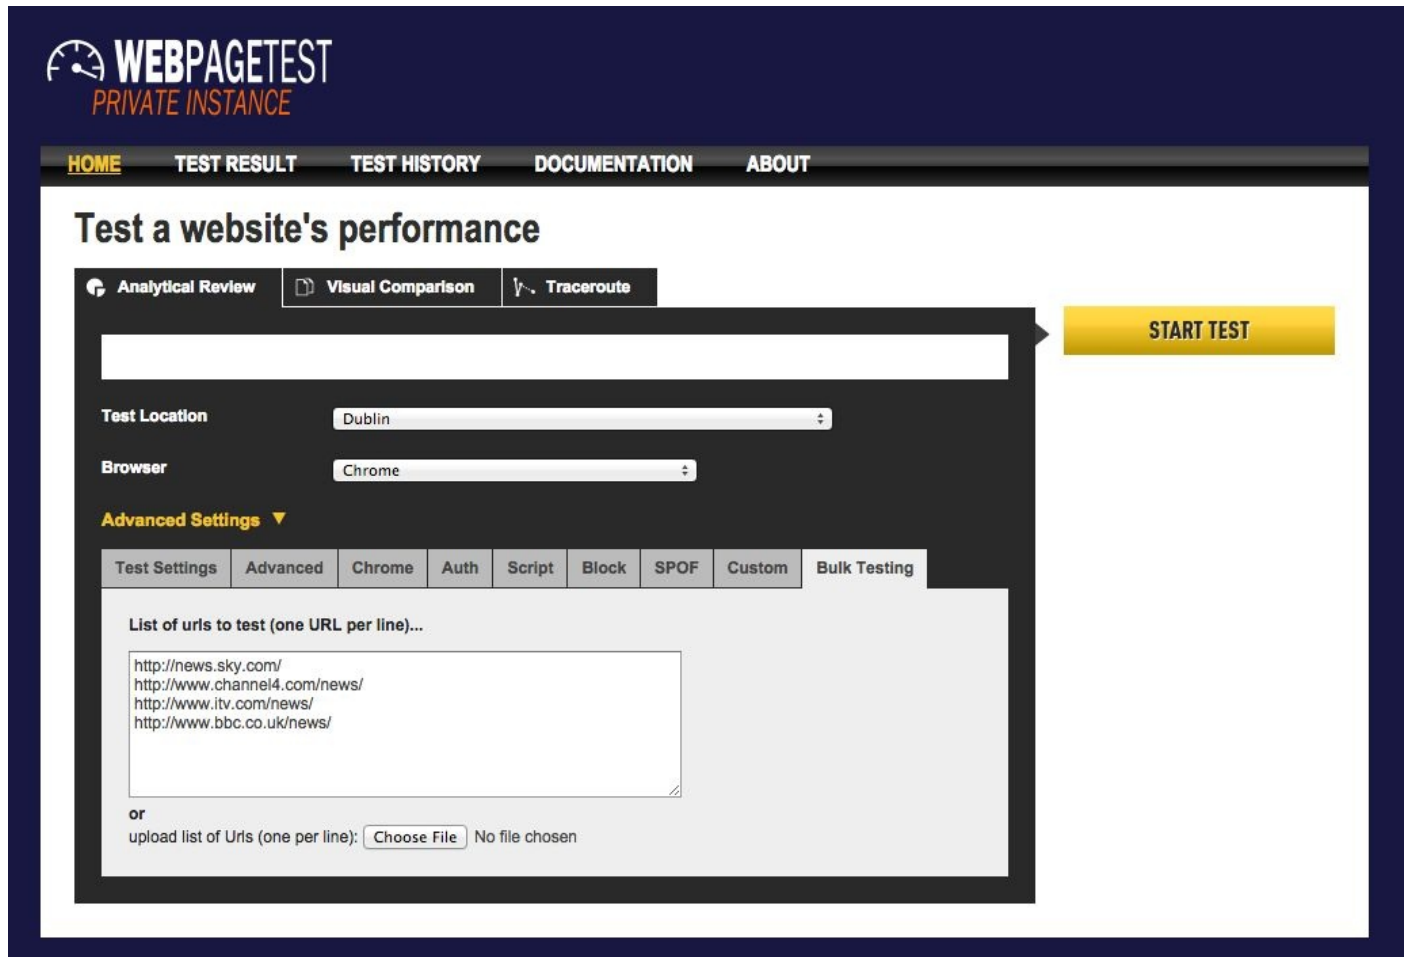 WEBPAGETEST
PRIVATE INSTANCE
HOME TEST RESULT TEST HISTORY DOCUMENTATION ABOUT
Test a website's performance
Analytical Review Visual Comparison Traceroute
START TEST
Test Location Dublin
Browser Chrome
Advanced Settings ▼
Test Settings Advanced Chrome Auth Script Block SPOF Custom Bulk Testing
List of urls to test (one URL per line)...
http://news.sky.com/
http://www.channel4.com/news/
http://www.itv.com/news/
http://www.bbc.co.uk/news/
or
upload list of Urls (one per line): Choose File No file chosen